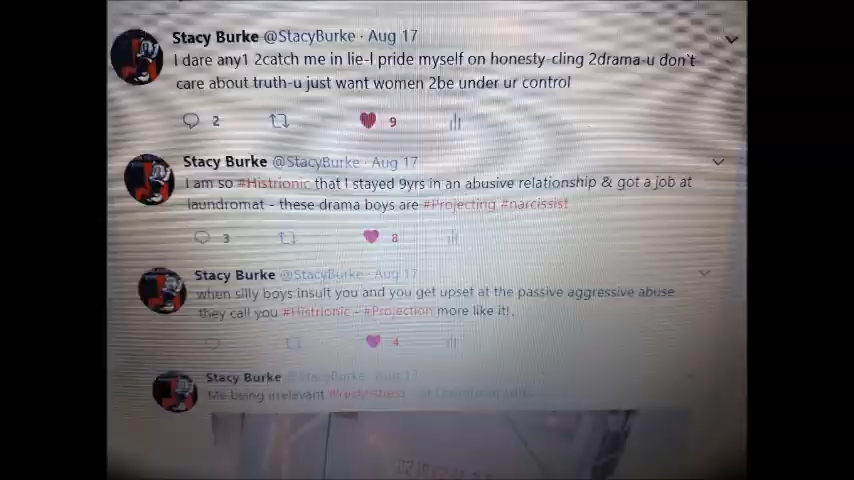 Stacy Burke @StacyBurke · Aug 17
I dare any1 2catch me in lie-I pride myself on honesty-cling 2drama-u don't
care about truth-u just want women 2be under ur control
2 9
Stacy Burke @StacyBurke · Aug 17
I am so #Histrionic that I stayed 9yrs in an abusive relationship & got a job at
laundromat - these drama boys are #Projecting #narcissist
3 8
Stacy Burke @StacyBurke · Aug 17
when silly boys insult you and you get upset at the passive aggressive abuse
they call you #Histrionic - #Projection more like it!.
4
Stacy Burke @StacyBurke · Aug 17
Me being irrelevant